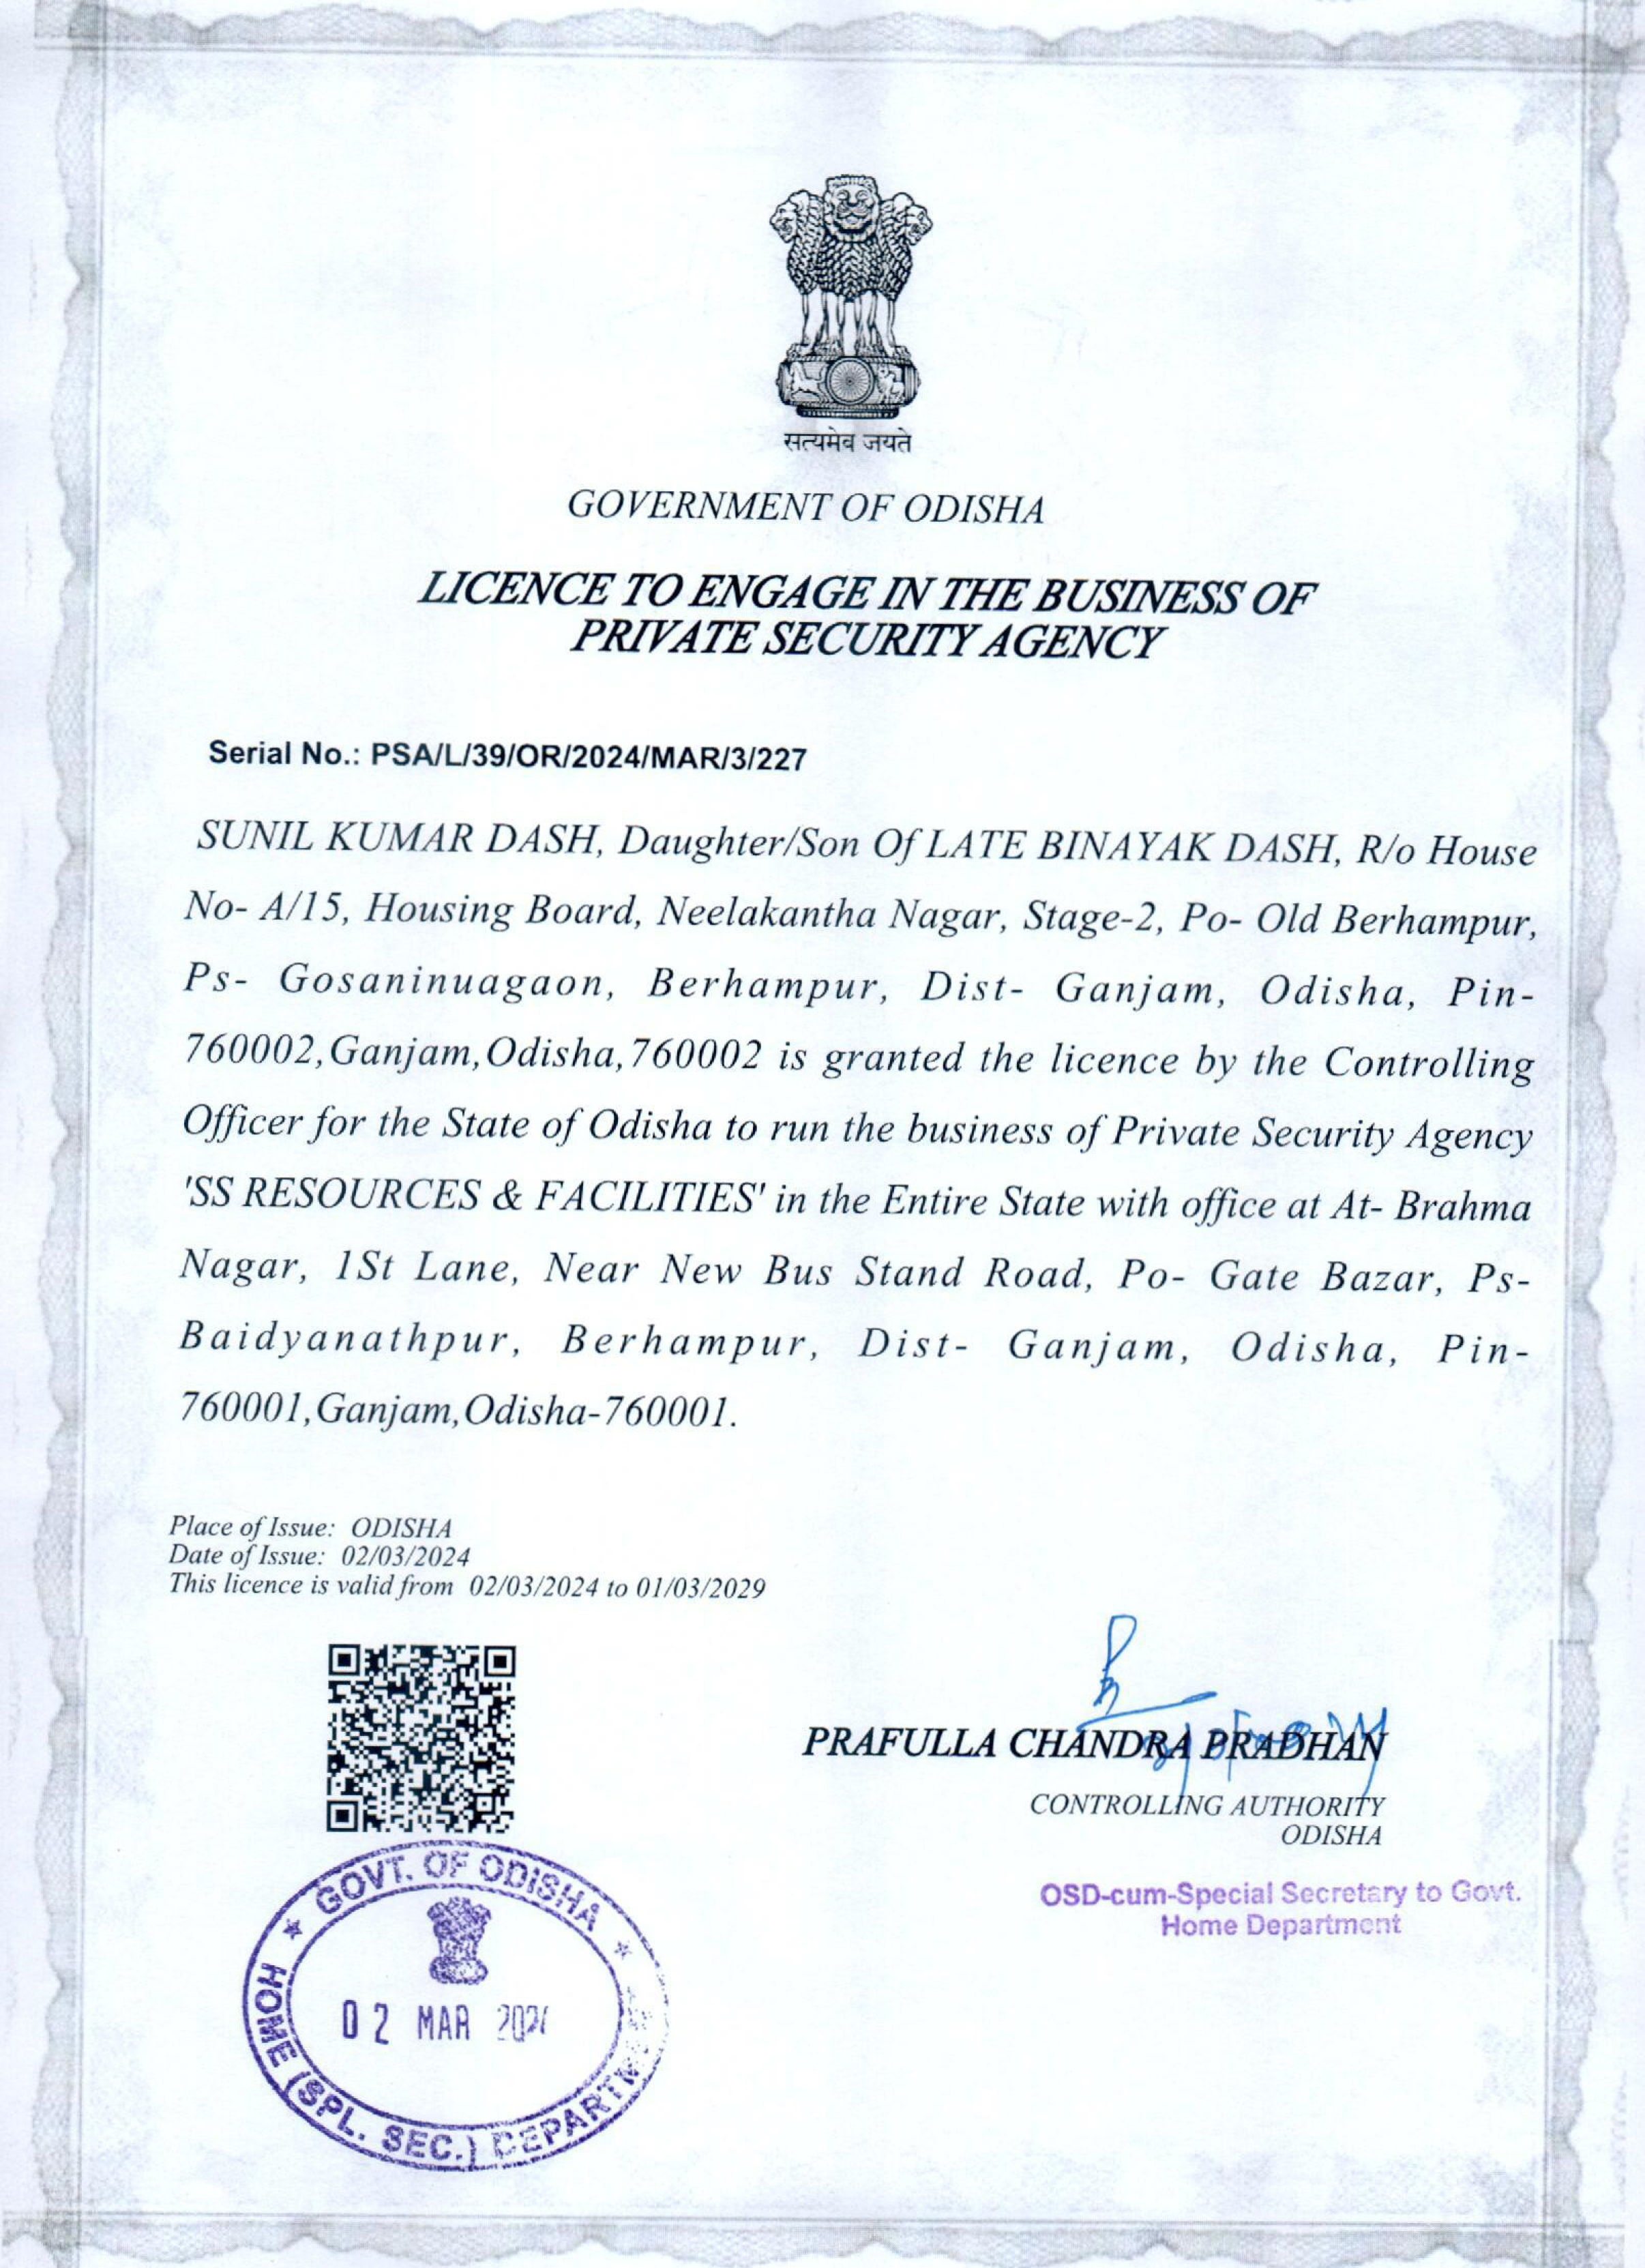 सत्यमेव जयते
GOVERNMENT OF ODISHA
LICENCE TO ENGAGE IN THE BUSINESS OF
PRIVATE SECURITY AGENCY
Serial No.: PSA/L/39/OR/2024/MAR/3/227
SUNIL KUMAR DASH, Daughter/Son Of LATE BINAYAK DASH, R/o House
No- A/15, Housing Board, Neelakantha Nagar, Stage-2, Po- Old Berhampur,
Ps- Gosaninuagaon, Berhampur, Dist- Ganjam, Odisha, Pin-
760002,Ganjam,Odisha,760002 is granted the licence by the Controlling
Officer for the State of Odisha to run the business of Private Security Agency
'SS RESOURCES & FACILITIES' in the Entire State with office at At- Brahma
Nagar, 1St Lane, Near New Bus Stand Road, Po- Gate Bazar, Ps-
Baidyanathpur, Berhampur, Dist- Ganjam, Odisha, Pin-
760001,Ganjam,Odisha-760001.
Place of Issue: ODISHA
Date of Issue: 02/03/2024
This licence is valid from 02/03/2024 to 01/03/2029
PRAFULLA CHANDRA PRADHAN
CONTROLLING AUTHORITY
ODISHA
OSD-cum-Special Secretary to Govt.
Home Department
GOVT. OF ODISHA
02 MAR 2024
HOME (SPL. SEC.) DEPARTMENT